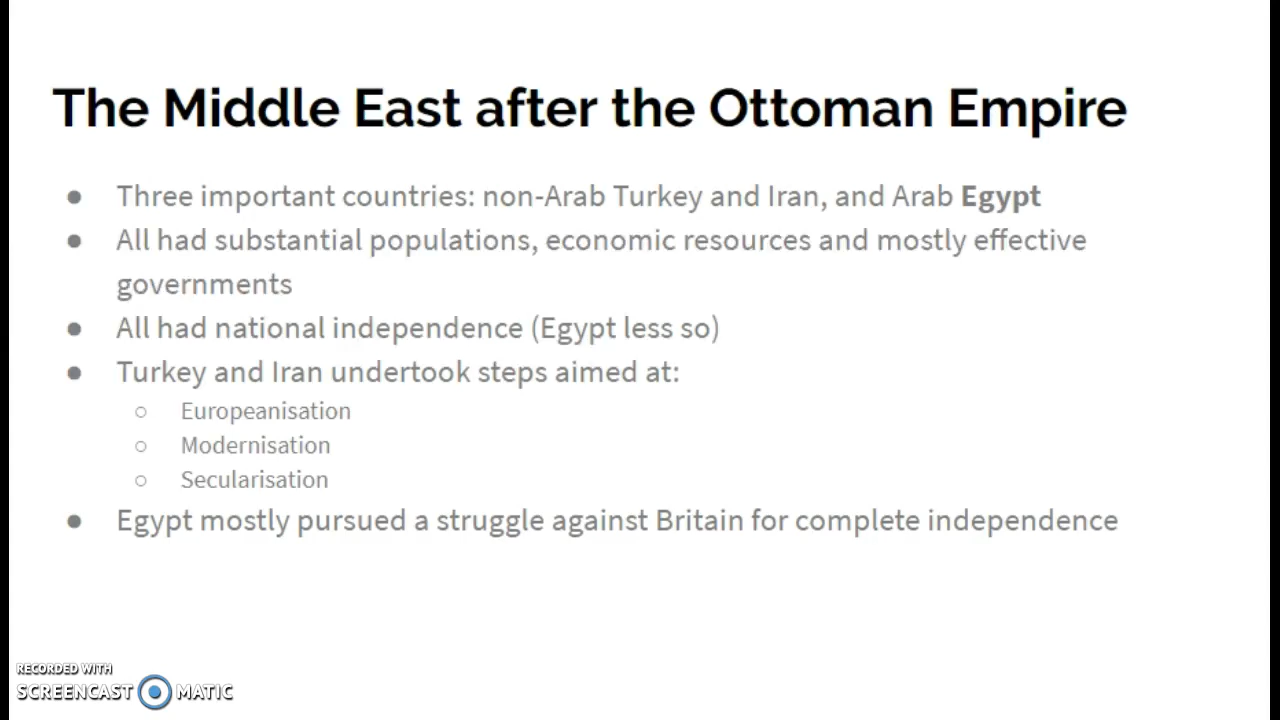 The Middle East after the Ottoman Empire
● Three important countries: non-Arab Turkey and Iran, and Arab Egypt
● All had substantial populations, economic resources and mostly effective
governments
● All had national independence (Egypt less so)
● Turkey and Iran undertook steps aimed at:
○ Europeanisation
○ Modernisation
○ Secularisation
● Egypt mostly pursued a struggle against Britain for complete independence
RECORDED WITH
SCREENCAST MATIC